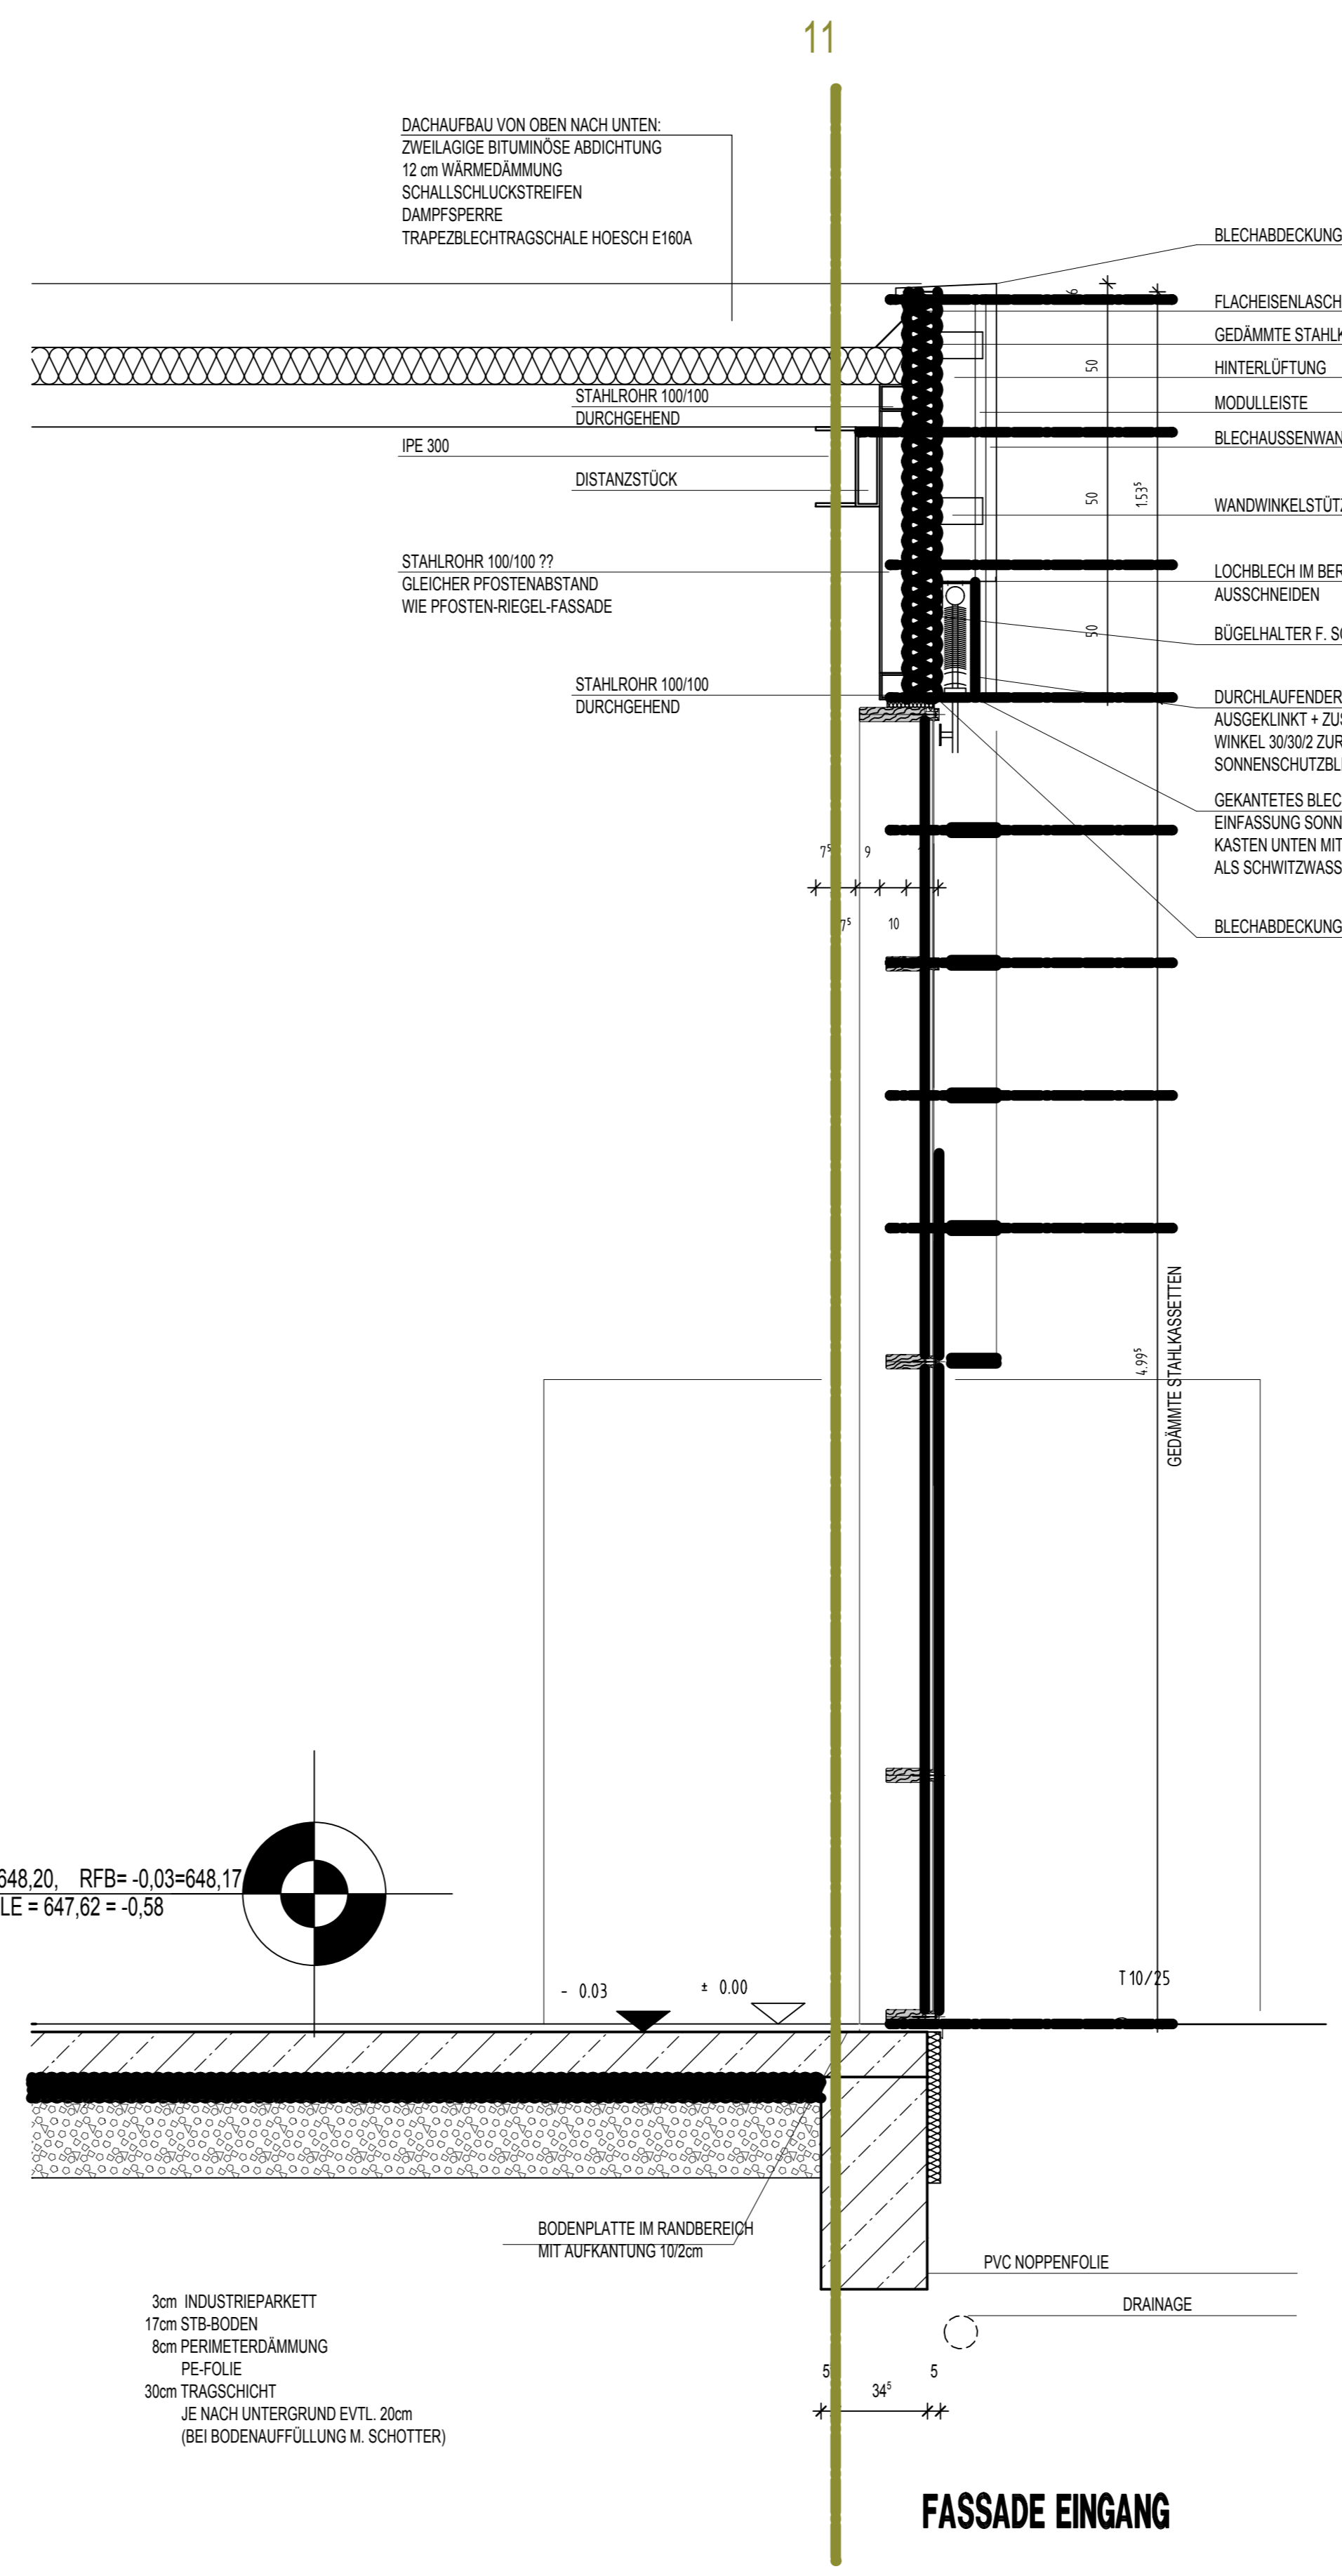 11
DACHAUFBAU VON OBEN NACH UNTEN:
ZWEILAGIGE BITUMINÖSE ABDICHTUNG
12 cm WÄRMEDÄMMUNG
SCHALLSCHLUCKSTREIFEN
DAMPFSPERRE
TRAPEZBLECHTRAGSCHALE HOESCH E160A
BLECHABDECKUNG
FLACHEISENLASCH
GEDÄMMTE STAHLK
HINTERLÜFTUNG
MODULLEISTE
BLECHAUSSENWAN
WANDWINKELSTÜTZ
LOCHBLECH IM BER
AUSSCHNEIDEN
BÜGELHALTER F. SO
DURCHLAUFENDER
AUSGEKLINKT + ZUS
WINKEL 30/30/2 ZUR
SONNENSCHUTZBLE
GEKANTETES BLECH
EINFASSUNG SONN
KASTEN UNTEN MIT
ALS SCHWITZWASS
BLECHABDECKUNG
6
50
50
50
1.53⁵
STAHLROHR 100/100
DURCHGEHEND
IPE 300
DISTANZSTÜCK
STAHLROHR 100/100 ??
GLEICHER PFOSTENABSTAND
WIE PFOSTEN-RIEGEL-FASSADE
STAHLROHR 100/100
DURCHGEHEND
7⁵ 9
7⁵ 10
4.99⁵
GEDÄMMTE STAHLKASSETTEN
648,20, RFB= -0,03=648,17
LE = 647,62 = -0,58
- 0.03
± 0.00
T 10/25
BODENPLATTE IM RANDBEREICH
MIT AUFKANTUNG 10/2cm
PVC NOPPENFOLIE
DRAINAGE
3cm INDUSTRIEPARKETT
17cm STB-BODEN
8cm PERIMETERDÄMMUNG
PE-FOLIE
30cm TRAGSCHICHT
JE NACH UNTERGRUND EVTL. 20cm
(BEI BODENAUFFÜLLUNG M. SCHOTTER)
5 5
34⁵
FASSADE EINGANG